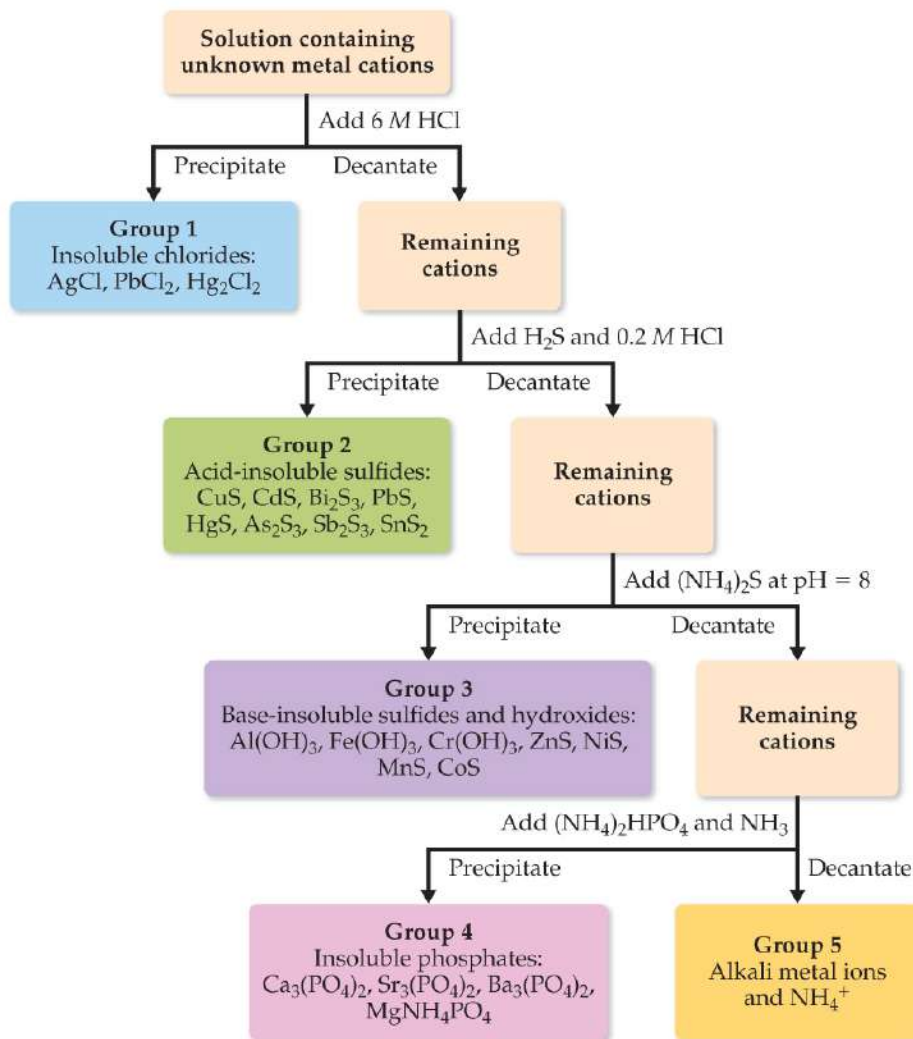 Solution containing
unknown metal cations
Add 6 M HCl
Precipitate
Decantate
Group 1
Insoluble chlorides:
AgCl, PbCl₂, Hg₂Cl₂
Remaining
cations
Add H₂S and 0.2 M HCl
Precipitate
Decantate
Group 2
Acid-insoluble sulfides:
CuS, CdS, Bi₂S₃, PbS,
HgS, As₂S₃, Sb₂S₃, SnS₂
Remaining
cations
Add (NH₄)₂S at pH = 8
Precipitate
Decantate
Group 3
Base-insoluble sulfides and hydroxides:
Al(OH)₃, Fe(OH)₃, Cr(OH)₃, ZnS, NiS,
MnS, CoS
Remaining
cations
Add (NH₄)₂HPO₄ and NH₃
Precipitate
Decantate
Group 4
Insoluble phosphates:
Ca₃(PO₄)₂, Sr₃(PO₄)₂, Ba₃(PO₄)₂,
MgNH₄PO₄
Group 5
Alkali metal ions
and NH₄⁺